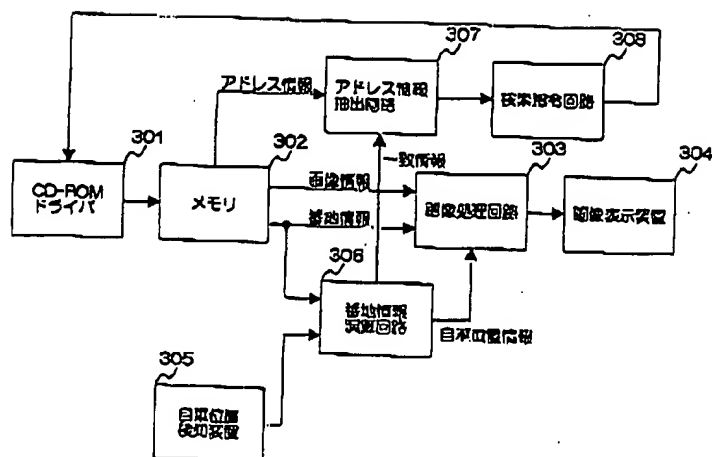 307
308
アドレス情報
アドレス情報
抽出回路
検索指令回路
301
302
一致情報
303
304
CD-ROM
ドライバ
メモリ
画像情報
番地情報
画像処理回路
画像表示装置
306
番地情報
回路
自車位置情報
305
自車位置
検知装置